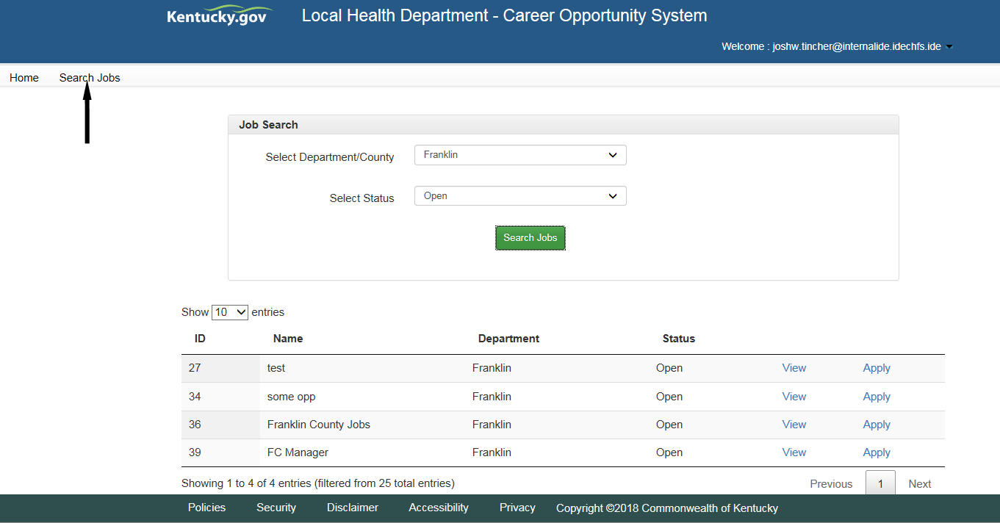 Kentucky.gov Local Health Department - Career Opportunity System
Welcome : joshw.tincher@internalide.idechfs.ide
Home Search Jobs
Job Search
Select Department/County Franklin
Select Status Open
Search Jobs
Show 10 entries
ID Name Department Status
27 test Franklin Open View Apply
34 some opp Franklin Open View Apply
36 Franklin County Jobs Franklin Open View Apply
39 FC Manager Franklin Open View Apply
Showing 1 to 4 of 4 entries (filtered from 25 total entries) Previous 1 Next
Policies Security Disclaimer Accessibility Privacy Copyright ©2018 Commonwealth of Kentucky